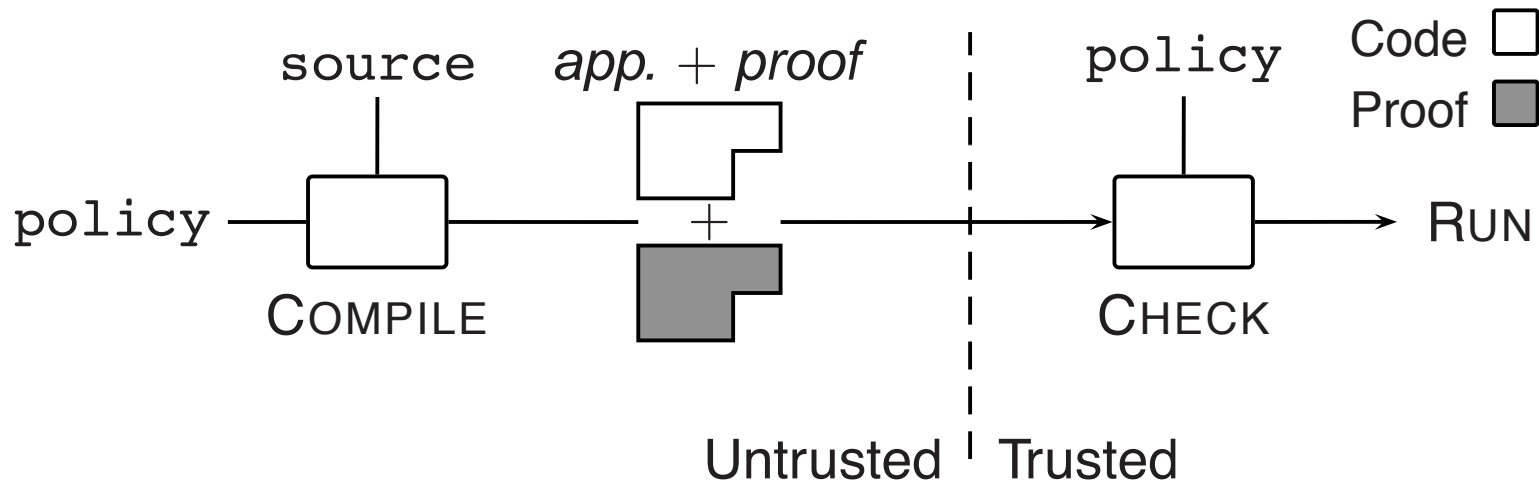 source
app. + proof
policy
Code
Proof
policy
+
RUN
COMPILE
CHECK
Untrusted
Trusted